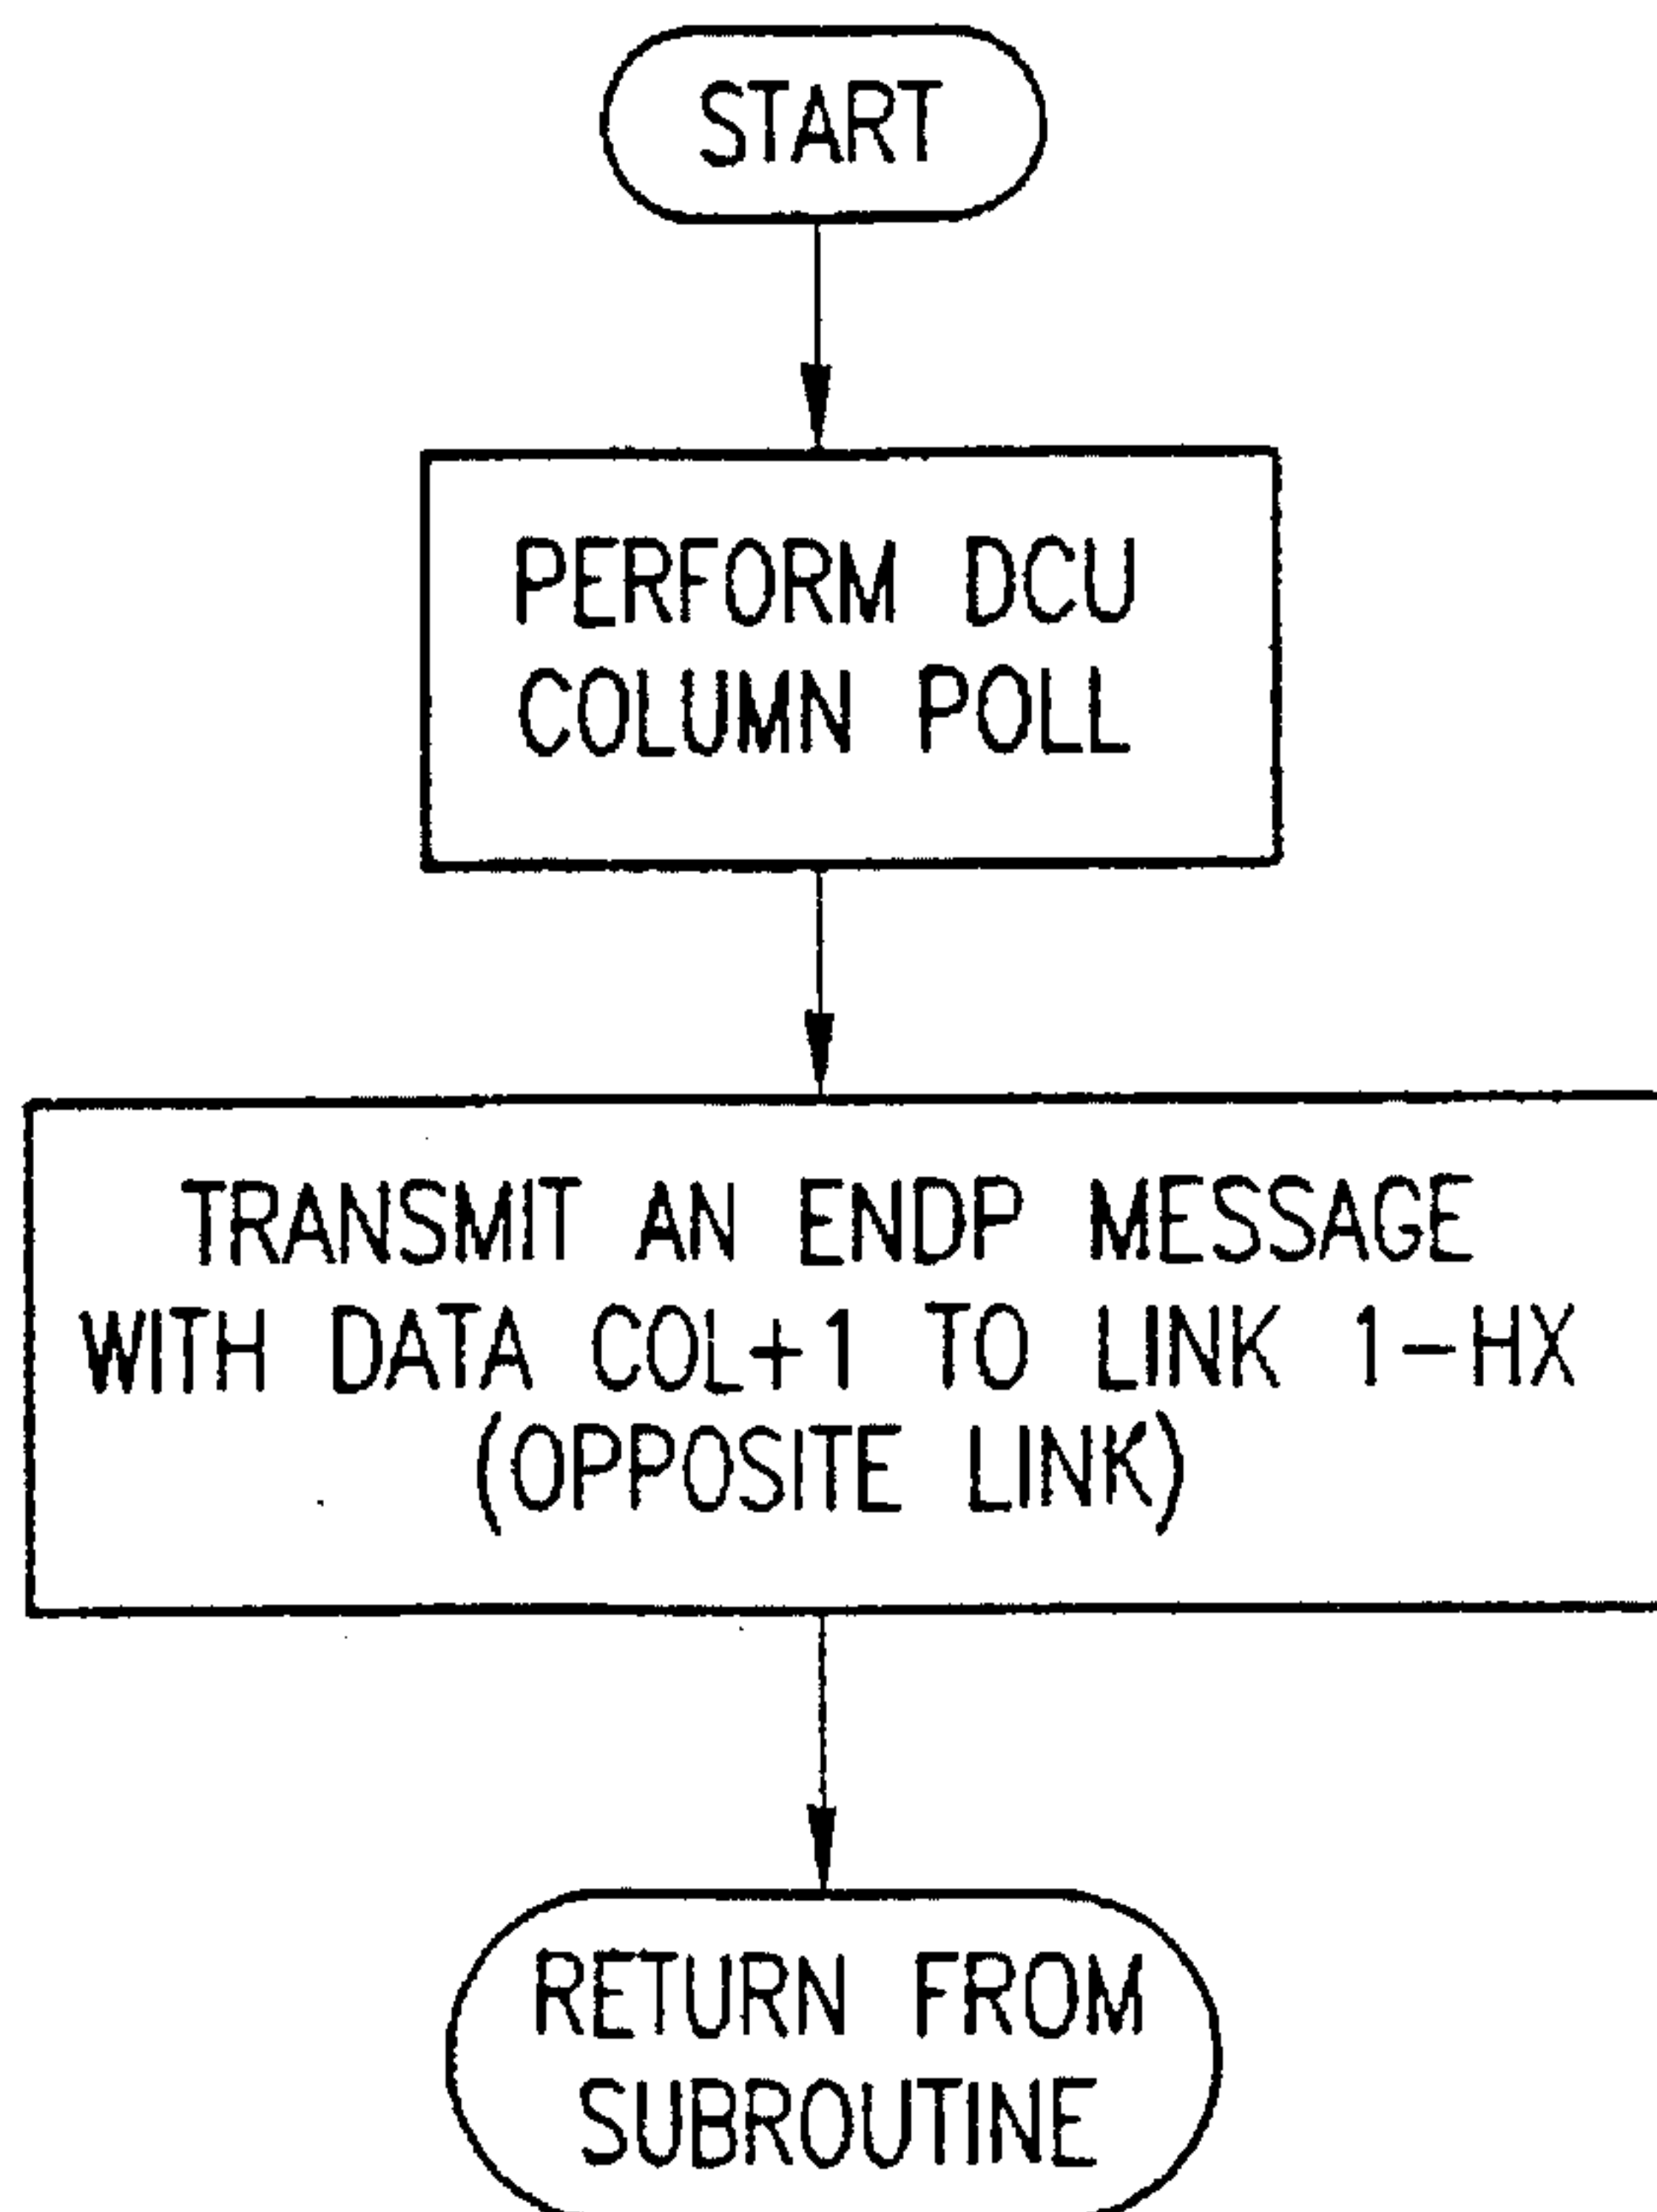 START
PERFORM DCU
COLUMN POLL
TRANSMIT AN ENDP MESSAGE
WITH DATA COL+1 TO LINK 1-HX
(OPPOSITE LINK)
RETURN FROM
SUBROUTINE